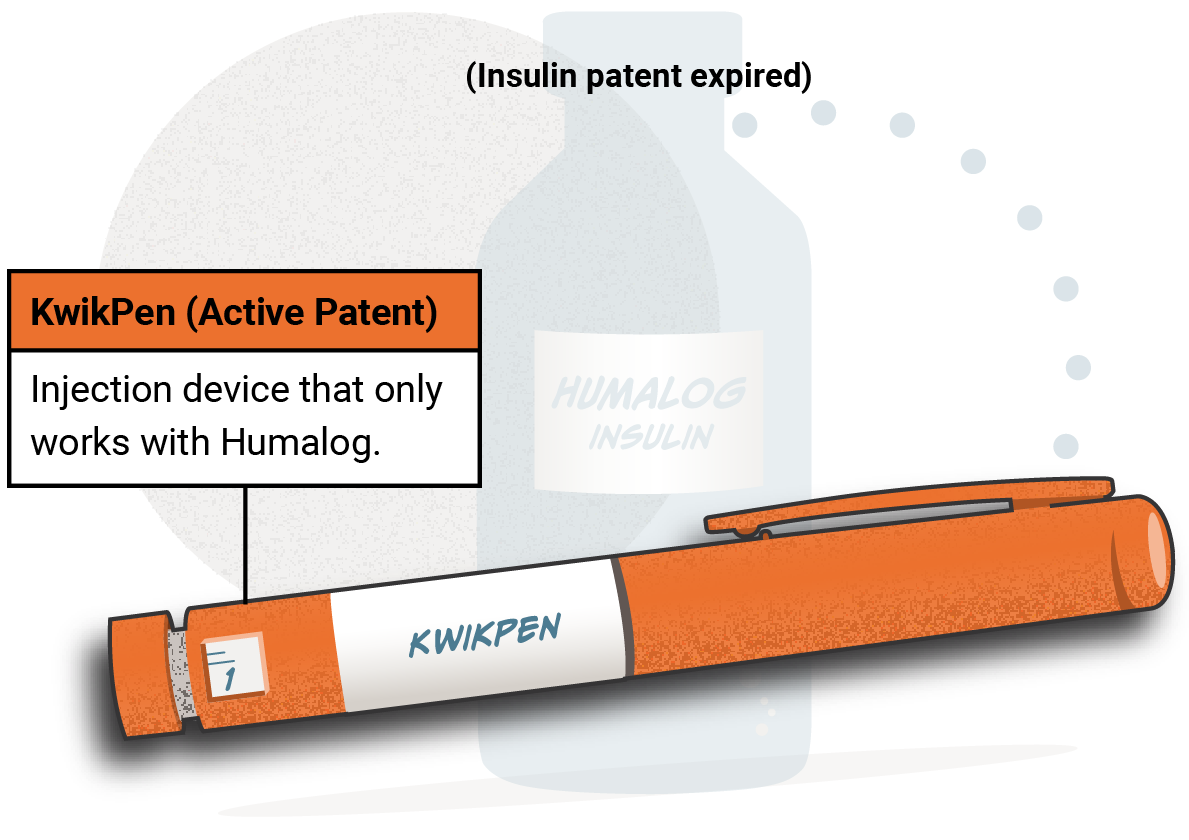 (Insulin patent expired)
KwikPen (Active Patent)
Injection device that only
works with Humalog.
HUMALOG
INSULIN
KWIKPEN
1